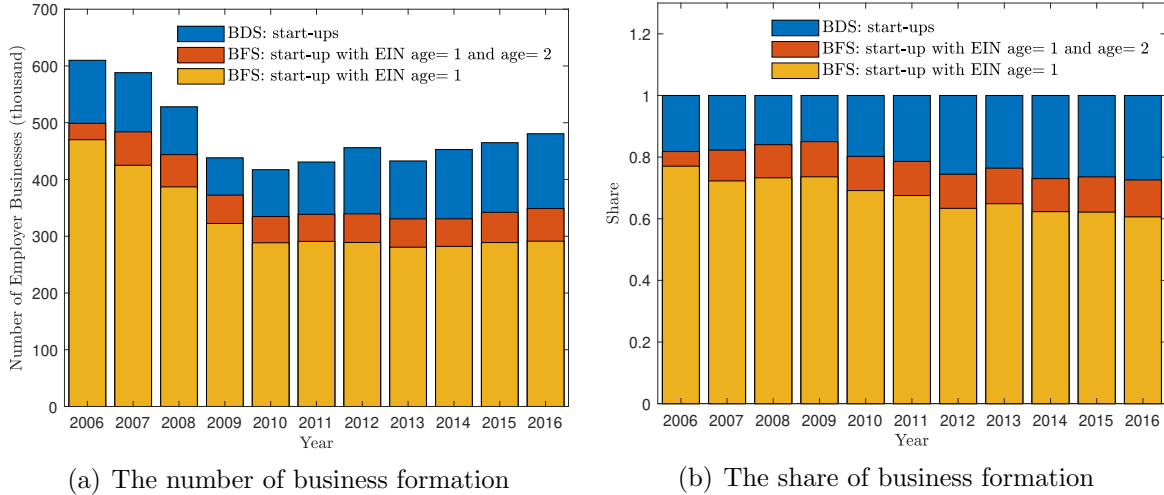 700
600
500
400
300
200
100
0
Number of Employer Businesses (thousand)
BDS: start-ups
BFS: start-up with EIN age= 1 and age= 2
BFS: start-up with EIN age= 1
2006 2007 2008 2009 2010 2011 2012 2013 2014 2015 2016
Year
(a) The number of business formation
1.2
1
0.8
0.6
0.4
0.2
0
Share
BDS: start-ups
BFS: start-up with EIN age= 1 and age= 2
BFS: start-up with EIN age= 1
2006 2007 2008 2009 2010 2011 2012 2013 2014 2015 2016
Year
(b) The share of business formation